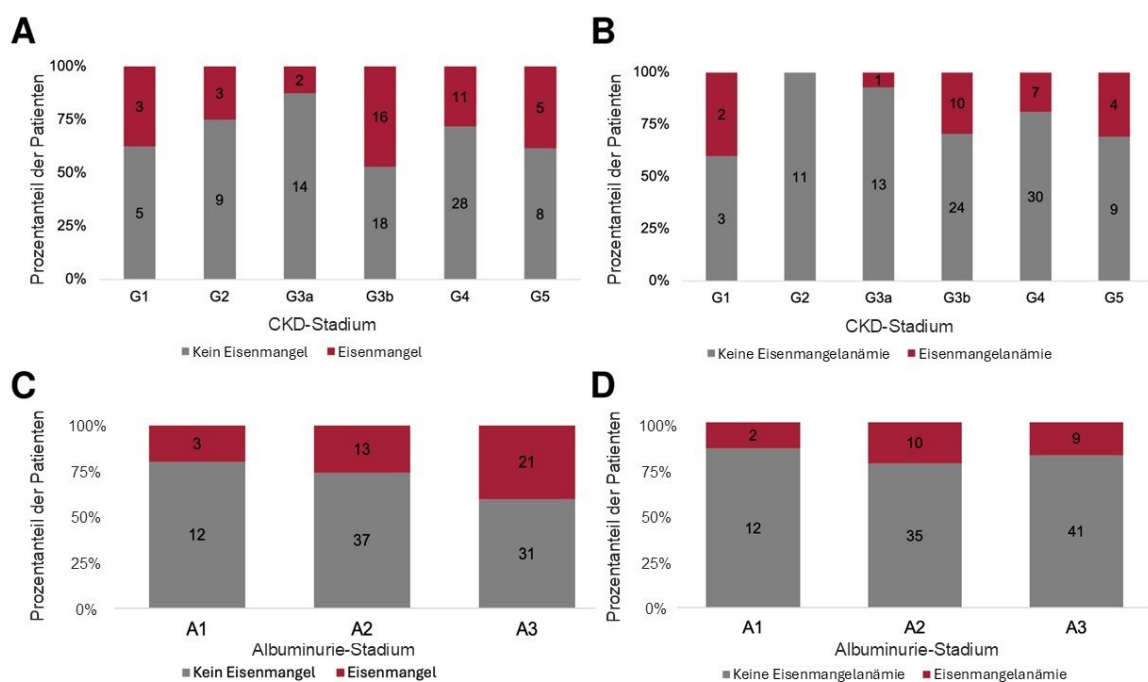 A
Prozentanteil der Patienten
100%
75%
50%
25%
0%
3
3
2
16
11
5
5
9
14
18
28
8
G1 G2 G3a G3b G4 G5
CKD-Stadium
Kein Eisenmangel Eisenmangel
B
Prozentanteil der Patienten
100%
75%
50%
25%
0%
2
1
10
7
4
3
11
13
24
30
9
G1 G2 G3a G3b G4 G5
CKD-Stadium
Keine Eisenmangelanämie Eisenmangelanämie
C
Prozentanteil der Patienten
100%
75%
50%
25%
0%
3
13
21
12
37
31
A1 A2 A3
Albuminurie-Stadium
Kein Eisenmangel Eisenmangel
D
Prozentanteil der Patienten
100%
75%
50%
25%
0%
2
10
9
12
35
41
A1 A2 A3
Albuminurie-Stadium
Keine Eisenmangelanämie Eisenmangelanämie